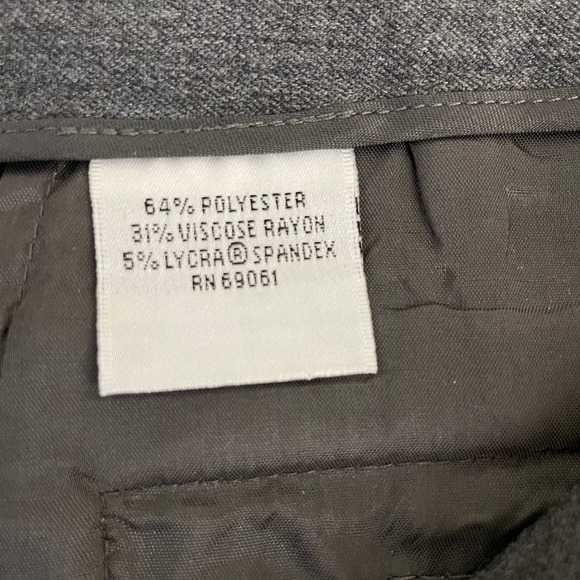 64% POLYESTER
31% VISCOSE RAYON
5% LYCRA® SPANDEX
RN 69061